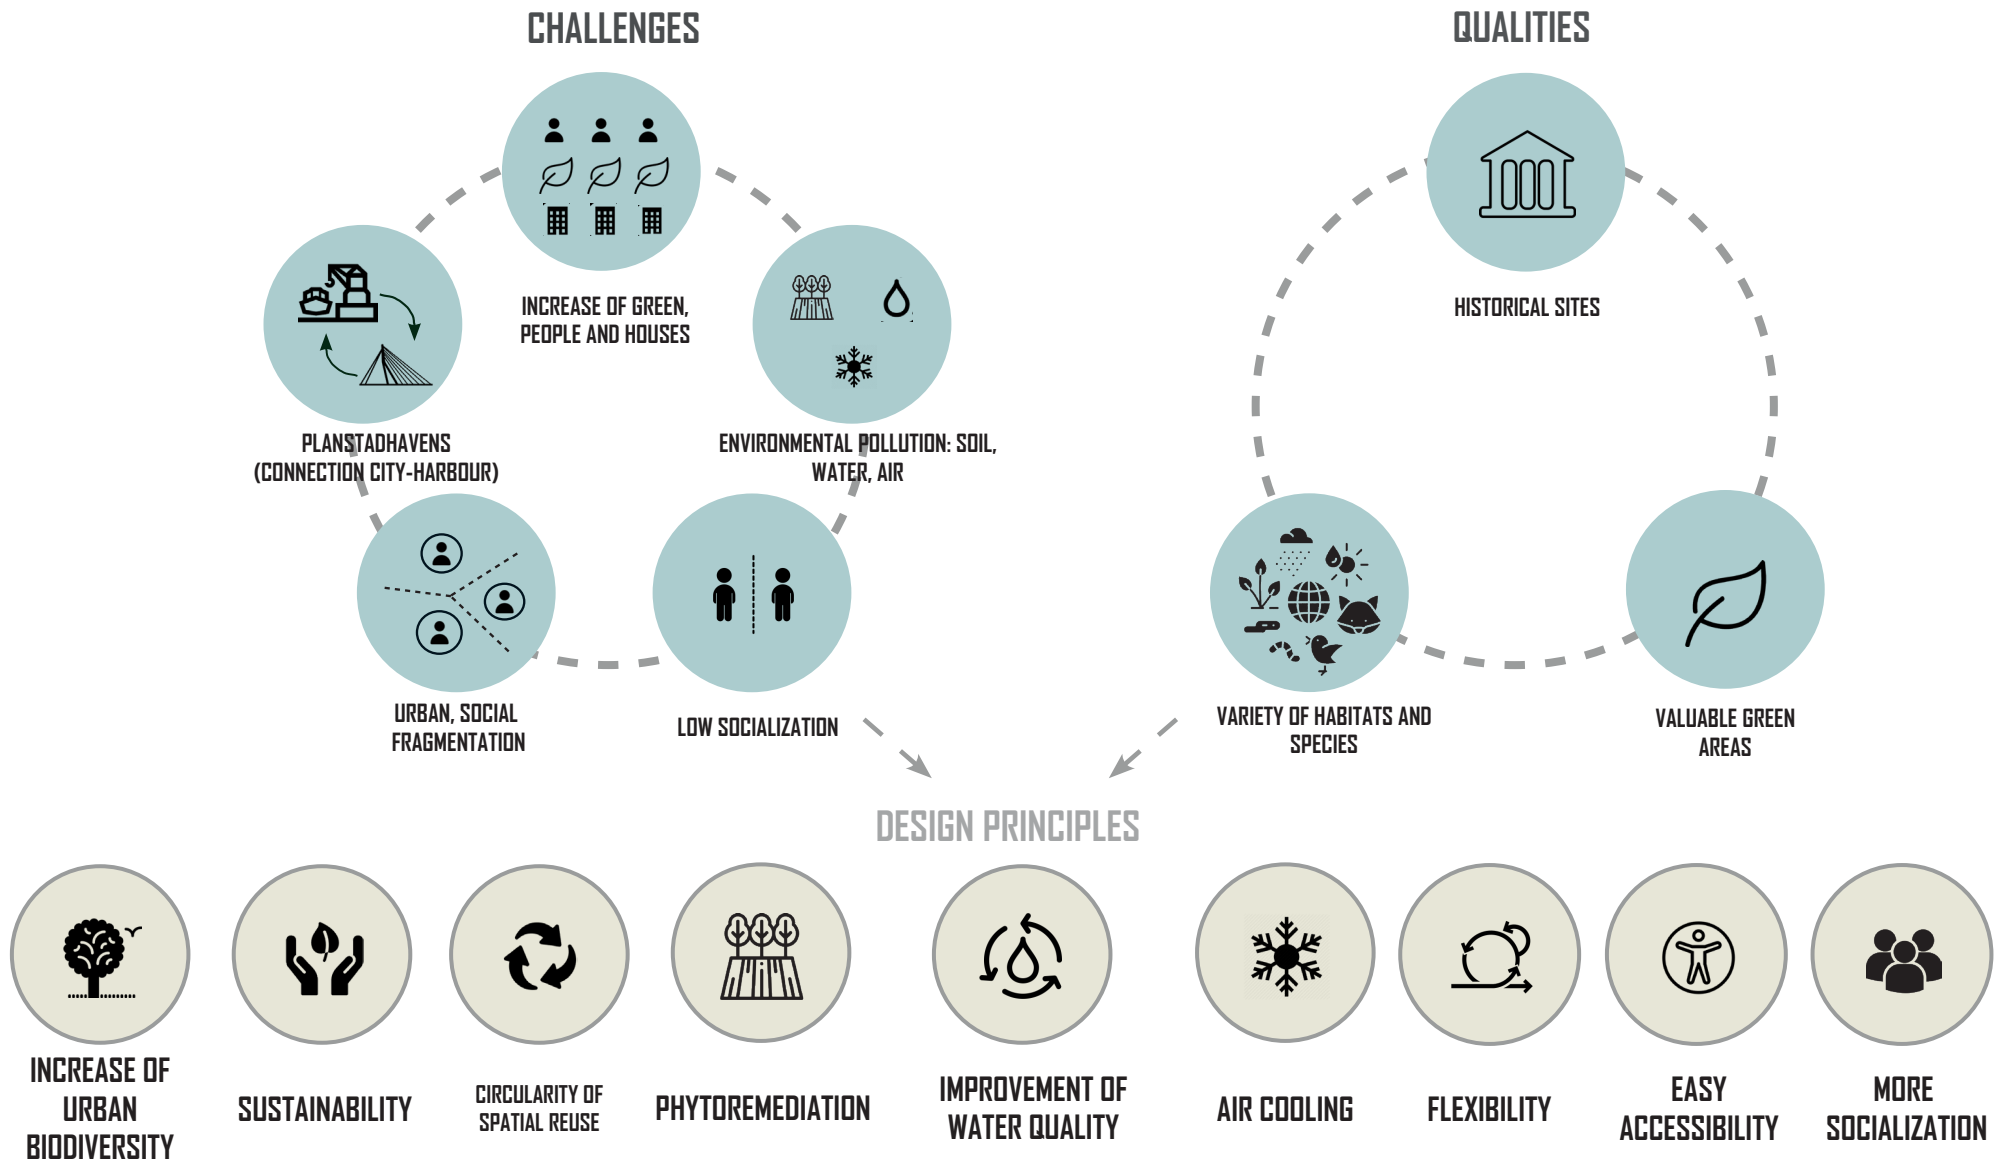 CHALLENGES
QUALITIES
INCREASE OF GREEN,
PEOPLE AND HOUSES
HISTORICAL SITES
PLANSTADHAVENS
(CONNECTION CITY-HARBOUR)
ENVIRONMENTAL POLLUTION: SOIL,
WATER, AIR
URBAN, SOCIAL
FRAGMENTATION
LOW SOCIALIZATION
VARIETY OF HABITATS AND
SPECIES
VALUABLE GREEN
AREAS
DESIGN PRINCIPLES
INCREASE OF
URBAN
BIODIVERSITY
SUSTAINABILITY
CIRCULARITY OF
SPATIAL REUSE
PHYTOREMEDIATION
IMPROVEMENT OF
WATER QUALITY
AIR COOLING
FLEXIBILITY
EASY
ACCESSIBILITY
MORE
SOCIALIZATION